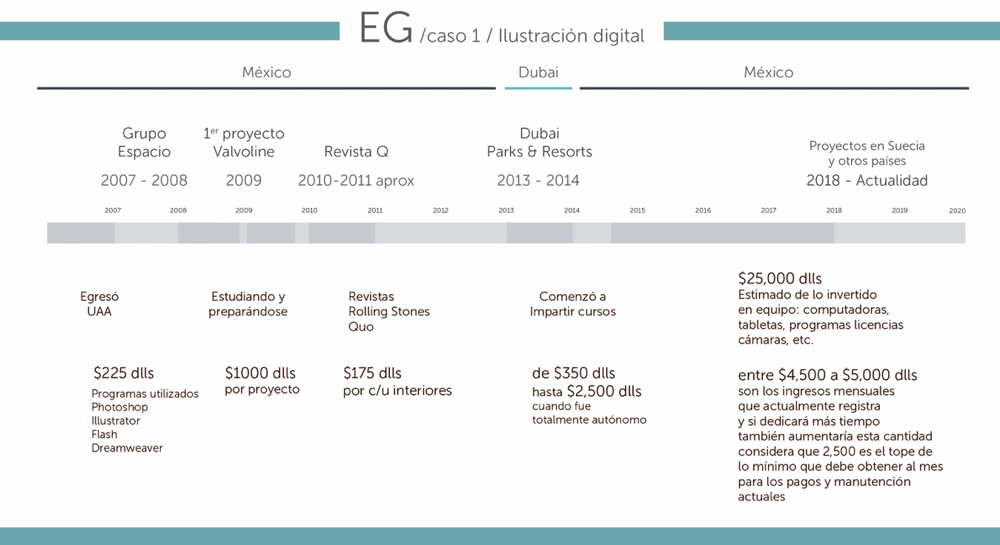 EG /caso 1 / Ilustración digital
México
Dubai
México
Grupo
Espacio
2007 - 2008
1er proyecto
Valvoline
2009
Revista Q
2010-2011 aprox
Dubai
Parks & Resorts
2013 - 2014
Proyectos en Suecia
y otros países
2018 - Actualidad
2007 2008 2009 2010 2011 2012 2013 2014 2015 2016 2017 2018 2019 2020
Egresó
UAA
Estudiando y
preparándose
Revistas
Rolling Stones
Quo
Comenzó a
Impartir cursos
$25,000 dlls
Estimado de lo invertido
en equipo: computadoras,
tabletas, programas licencias
cámaras, etc.
$225 dlls
Programas utilizados
Photoshop
Illustrator
Flash
Dreamweaver
$1000 dlls
por proyecto
$175 dlls
por c/u interiores
de $350 dlls
hasta $2,500 dlls
cuando fue
totalmente autónomo
entre $4,500 a $5,000 dlls
son los ingresos mensuales
que actualmente registra
y si dedicará más tiempo
también aumentaría esta cantidad
considera que 2,500 es el tope de
lo mínimo que debe obtener al mes
para los pagos y manutención
actuales